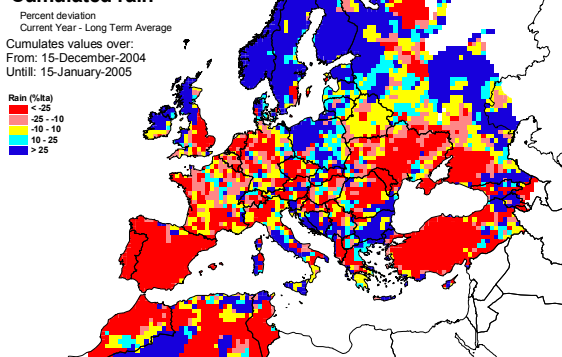 Cumulated rain
Percent deviation
Current Year - Long Term Average
Cumulates values over:
From: 15-December-2004
Untill: 15-January-2005
Rain (%lta)
< -25
-25 - -10
-10 - 10
10 - 25
> 25